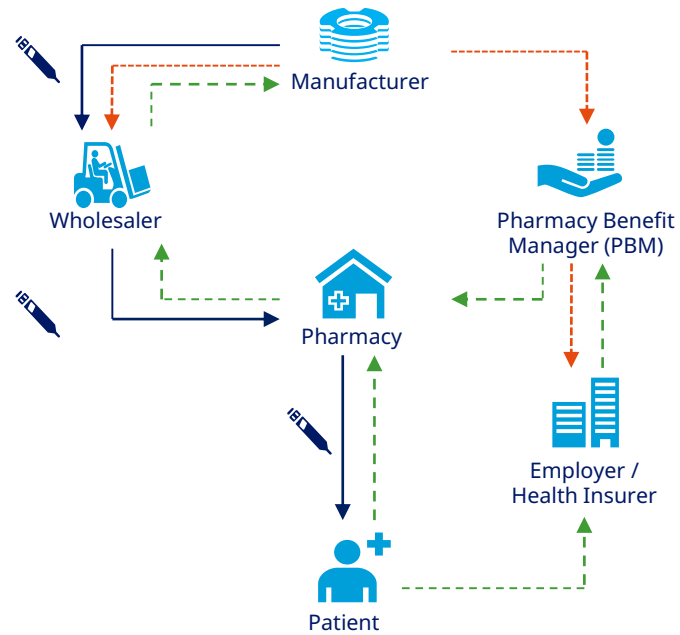 Manufacturer
Wholesaler
Pharmacy Benefit
Manager (PBM)
Pharmacy
Employer /
Health Insurer
Patient